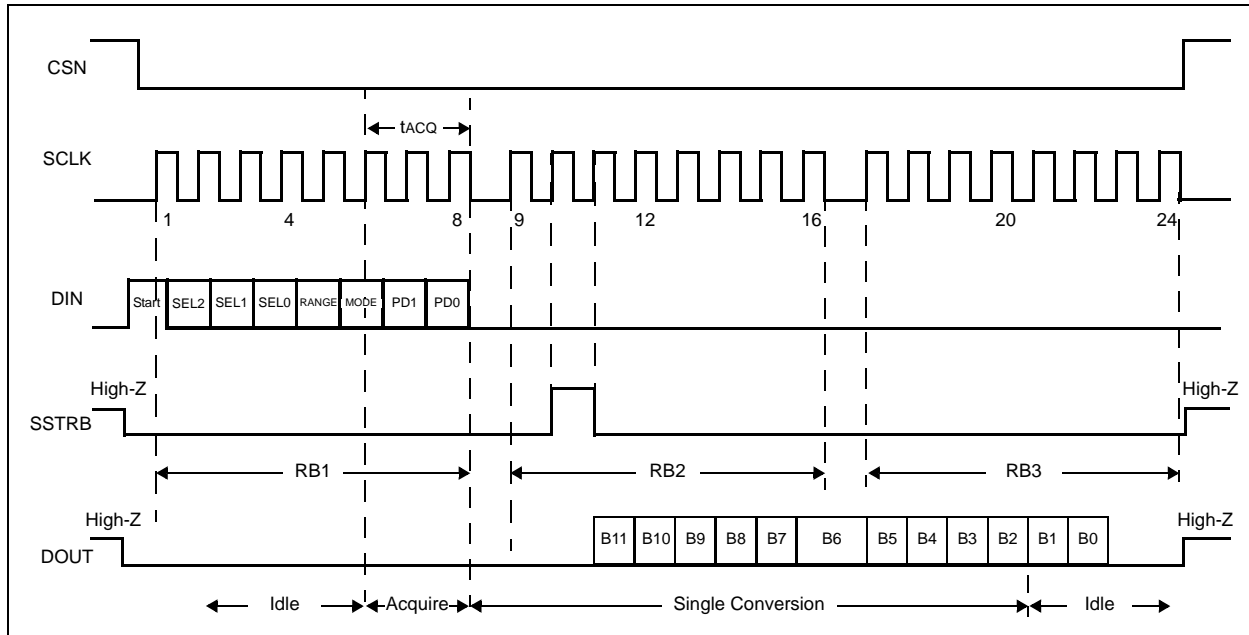 CSN
tACQ
SCLK
1 4 8 9 12 16 20 24
DIN Start SEL2 SEL1 SEL0 RANGE MODE PD1 PD0
High-Z High-Z
SSTRB
RB1 RB2 RB3
High-Z High-Z
DOUT B11 B10 B9 B8 B7 B6 B5 B4 B3 B2 B1 B0
Idle Acquire Single Conversion Idle